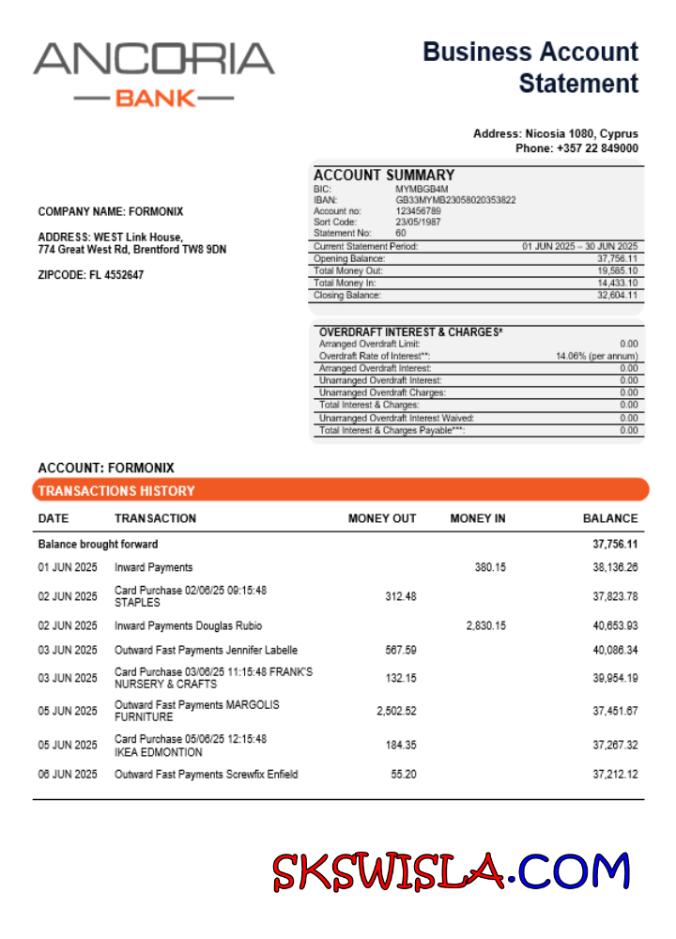 ANCORIA
BANK
Business Account
Statement
Address: Nicosia 1080, Cyprus
Phone: +357 22 849000
COMPANY NAME: FORMONIX
ADDRESS: WEST Link House,
774 Great West Rd, Brentford TW8 9DN
ZIPCODE: FL 4552647
ACCOUNT SUMMARY
BIC: MYMBGB4M
IBAN: GB33MYMB23058020353822
Account no: 123456789
Sort Code: 23/05/1987
Statement No: 60
Current Statement Period: 01 JUN 2025 – 30 JUN 2025
Opening Balance: 37,756.11
Total Money Out: 19,585.10
Total Money In: 14,433.10
Closing Balance: 32,604.11
OVERDRAFT INTEREST & CHARGES*
Arranged Overdraft Limit: 0.00
Overdraft Rate of Interest**: 14.06% (per annum)
Arranged Overdraft Interest: 0.00
Unarranged Overdraft Interest: 0.00
Unarranged Overdraft Charges: 0.00
Total Interest & Charges: 0.00
Unarranged Overdraft Interest Waived: 0.00
Total Interest & Charges Payable***: 0.00
ACCOUNT: FORMONIX
TRANSACTIONS HISTORY
DATE TRANSACTION MONEY OUT MONEY IN BALANCE
Balance brought forward 37,756.11
01 JUN 2025 Inward Payments 380.15 38,136.26
02 JUN 2025 Card Purchase 02/06/25 09:15:48
STAPLES 312.48 37,823.78
02 JUN 2025 Inward Payments Douglas Rubio 2,830.15 40,653.93
03 JUN 2025 Outward Fast Payments Jennifer Labelle 567.59 40,086.34
03 JUN 2025 Card Purchase 03/06/25 11:15:48 FRANK'S
NURSERY & CRAFTS 132.15 39,954.19
05 JUN 2025 Outward Fast Payments MARGOLIS
FURNITURE 2,502.52 37,451.67
05 JUN 2025 Card Purchase 05/06/25 12:15:48
IKEA EDMONTION 184.35 37,267.32
06 JUN 2025 Outward Fast Payments Screwfix Enfield 55.20 37,212.12
SKSWISLA.COM